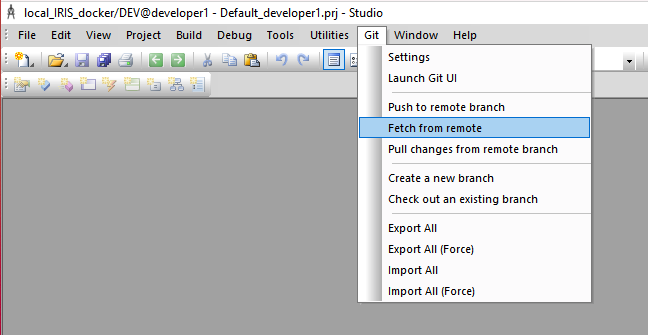 local_IRIS_docker/DEV@developer1 - Default_developer1.prj - Studio
File Edit View Project Build Debug Tools Utilities Git Window Help
Settings
Launch Git UI
Push to remote branch
Fetch from remote
Pull changes from remote branch
Create a new branch
Check out an existing branch
Export All
Export All (Force)
Import All
Import All (Force)